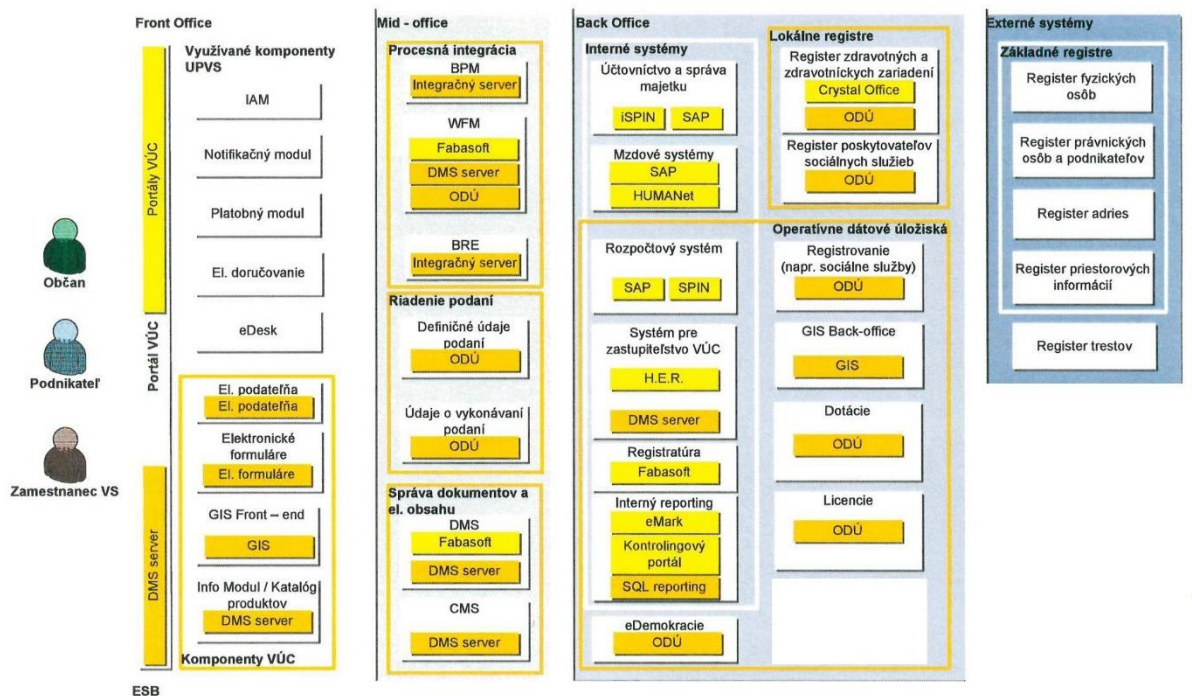 Front Office
Portály VÚC
Portál VÚC
DMS server
ESB
Občan
Podnikateľ
Zamestnanec VS
Využívané komponenty
UPVS
IAM
Notifikačný modul
Platobný modul
El. doručovanie
eDesk
El. podateľňa
El. podateľňa
Elektronické
formuláre
El. formuláre
GIS Front – end
GIS
Info Modul / Katalóg
produktov
DMS server
Komponenty VÚC
Mid - office
Procesná integrácia
BPM
Integračný server
WFM
Fabasoft
DMS server
ODÚ
BRE
Integračný server
Riadenie podaní
Definičné údaje
podaní
ODÚ
Údaje o vykonávaní
podaní
ODÚ
Správa dokumentov a
el. obsahu
DMS
Fabasoft
DMS server
CMS
DMS server
Back Office
Interné systémy
Účtovníctvo a správa
majetku
iSPIN
SAP
Mzdové systémy
SAP
HUMANet
Rozpočtový systém
SAP
SPIN
Systém pre
zastupiteľstvo VÚC
H.E.R.
DMS server
Registratúra
Fabasoft
Interný reporting
eMark
Kontrolingový
portál
SQL reporting
eDemokracie
ODÚ
Lokálne registre
Register zdravotných a
zdravotníckych zariadení
Crystal Office
ODÚ
Register poskytovateľov
sociálnych služieb
ODÚ
Operatívne dátové úložiská
Registrovanie
(napr. sociálne služby)
ODÚ
GIS Back-office
GIS
Dotácie
ODÚ
Licencie
ODÚ
Externé systémy
Základné registre
Register fyzických
osôb
Register právnických
osôb a podnikateľov
Register adries
Register priestorových
informácií
Register trestov